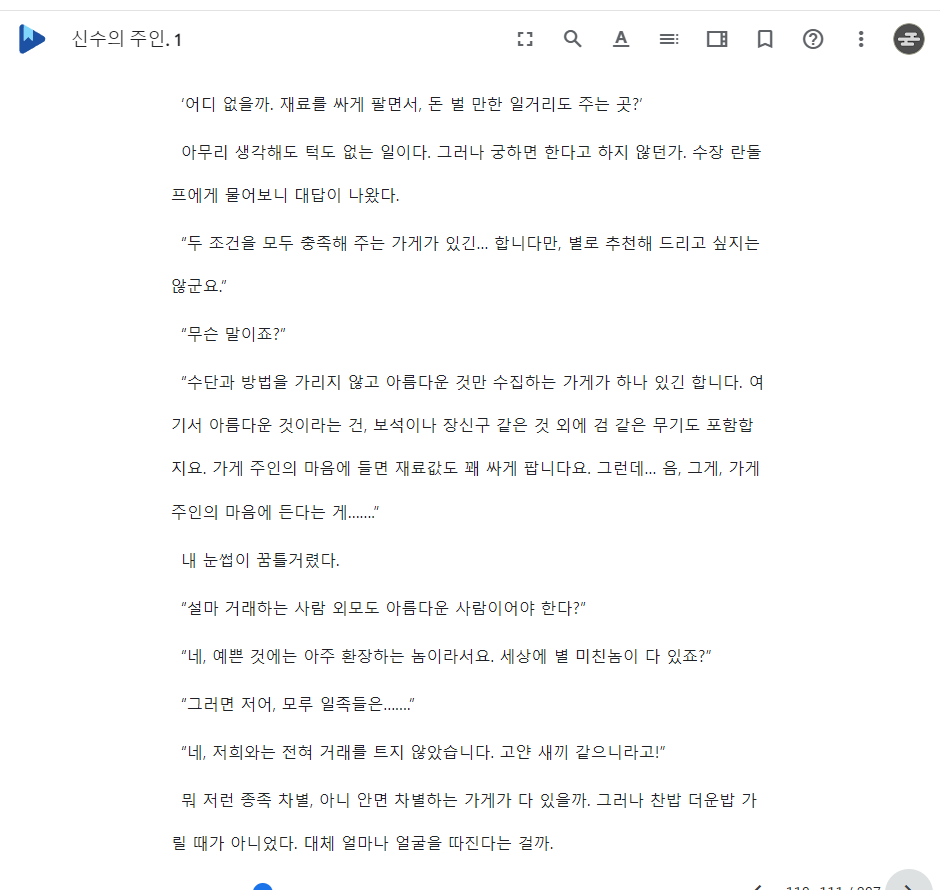 신수의 주인. 1
'어디 없을까. 재료를 싸게 팔면서, 돈 벌 만한 일거리도 주는 곳?'
아무리 생각해도 턱도 없는 일이다. 그러나 궁하면 한다고 하지 않던가. 수장 란돌
프에게 물어보니 대답이 나왔다.
"두 조건을 모두 충족해 주는 가게가 있긴... 합니다만, 별로 추천해 드리고 싶지는
않군요."
"무슨 말이죠?"
"수단과 방법을 가리지 않고 아름다운 것만 수집하는 가게가 하나 있긴 합니다. 여
기서 아름다운 것이라는 건, 보석이나 장신구 같은 것 외에 검 같은 무기도 포함합
지요. 가게 주인의 마음에 들면 재료값도 꽤 싸게 팝니다요. 그런데... 음, 그게, 가게
주인의 마음에 든다는 게......."
내 눈썹이 꿈틀거렸다.
"설마 거래하는 사람 외모도 아름다운 사람이어야 한다?"
"네, 예쁜 것에는 아주 환장하는 놈이라서요. 세상에 별 미친놈이 다 있죠?"
"그러면 저어, 모루 일족들은......."
"네, 저희와는 전혀 거래를 트지 않았습니다. 고얀 새끼 같으니라고!"
뭐 저런 종족 차별, 아니 안면 차별하는 가게가 다 있을까. 그러나 찬밥 더운밥 가
릴 때가 아니었다. 대체 얼마나 얼굴을 따진다는 걸까.